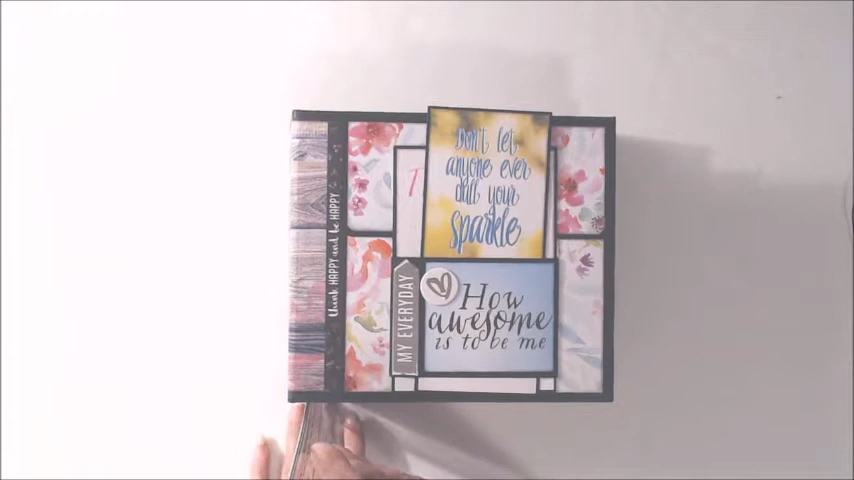 Don't let
anyone ever
dull your
sparkle
How
awesome
is to be me
MY EVERYDAY
think HAPPY and be HAPPY